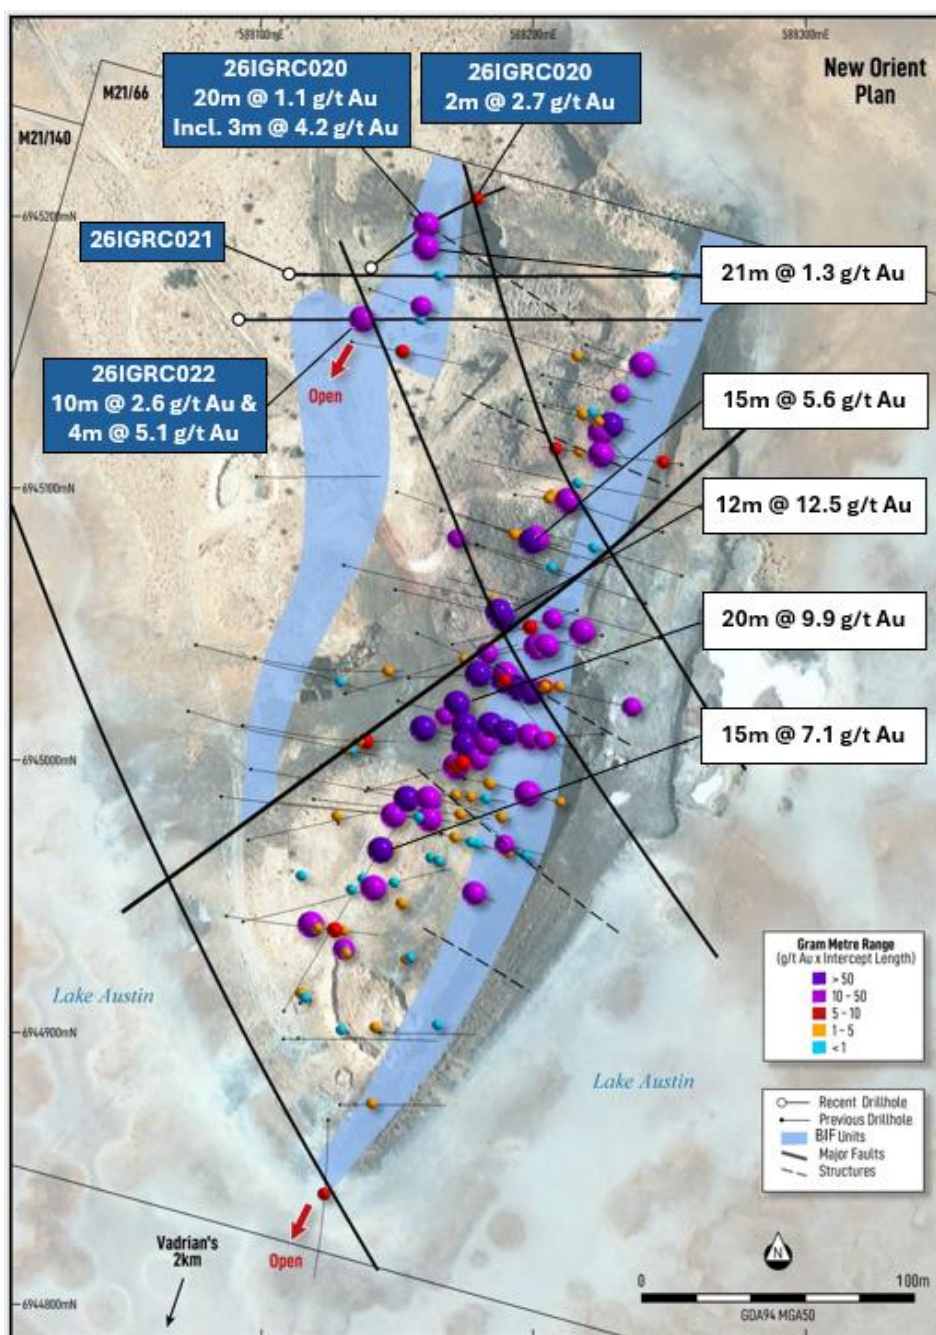 588100mE
588200mE
588300mE
New Orient
Plan
M21/66
M21/140
26IGRC020
20m @ 1.1 g/t Au
Incl. 3m @ 4.2 g/t Au
26IGRC020
2m @ 2.7 g/t Au
6945200mN
26IGRC021
21m @ 1.3 g/t Au
26IGRC022
10m @ 2.6 g/t Au &
4m @ 5.1 g/t Au
Open
15m @ 5.6 g/t Au
6945100mN
12m @ 12.5 g/t Au
20m @ 9.9 g/t Au
15m @ 7.1 g/t Au
6945000mN
Gram Metre Range
(g/t Au x Intercept Length)
> 50
10 - 50
5 - 10
1 - 5
< 1
Lake Austin
6944900mN
Lake Austin
Recent Drillhole
Previous Drillhole
BIF Units
Major Faults
Structures
Vadrian's
2km
Open
N
0
100m
GDA94 MGA50
6944800mN